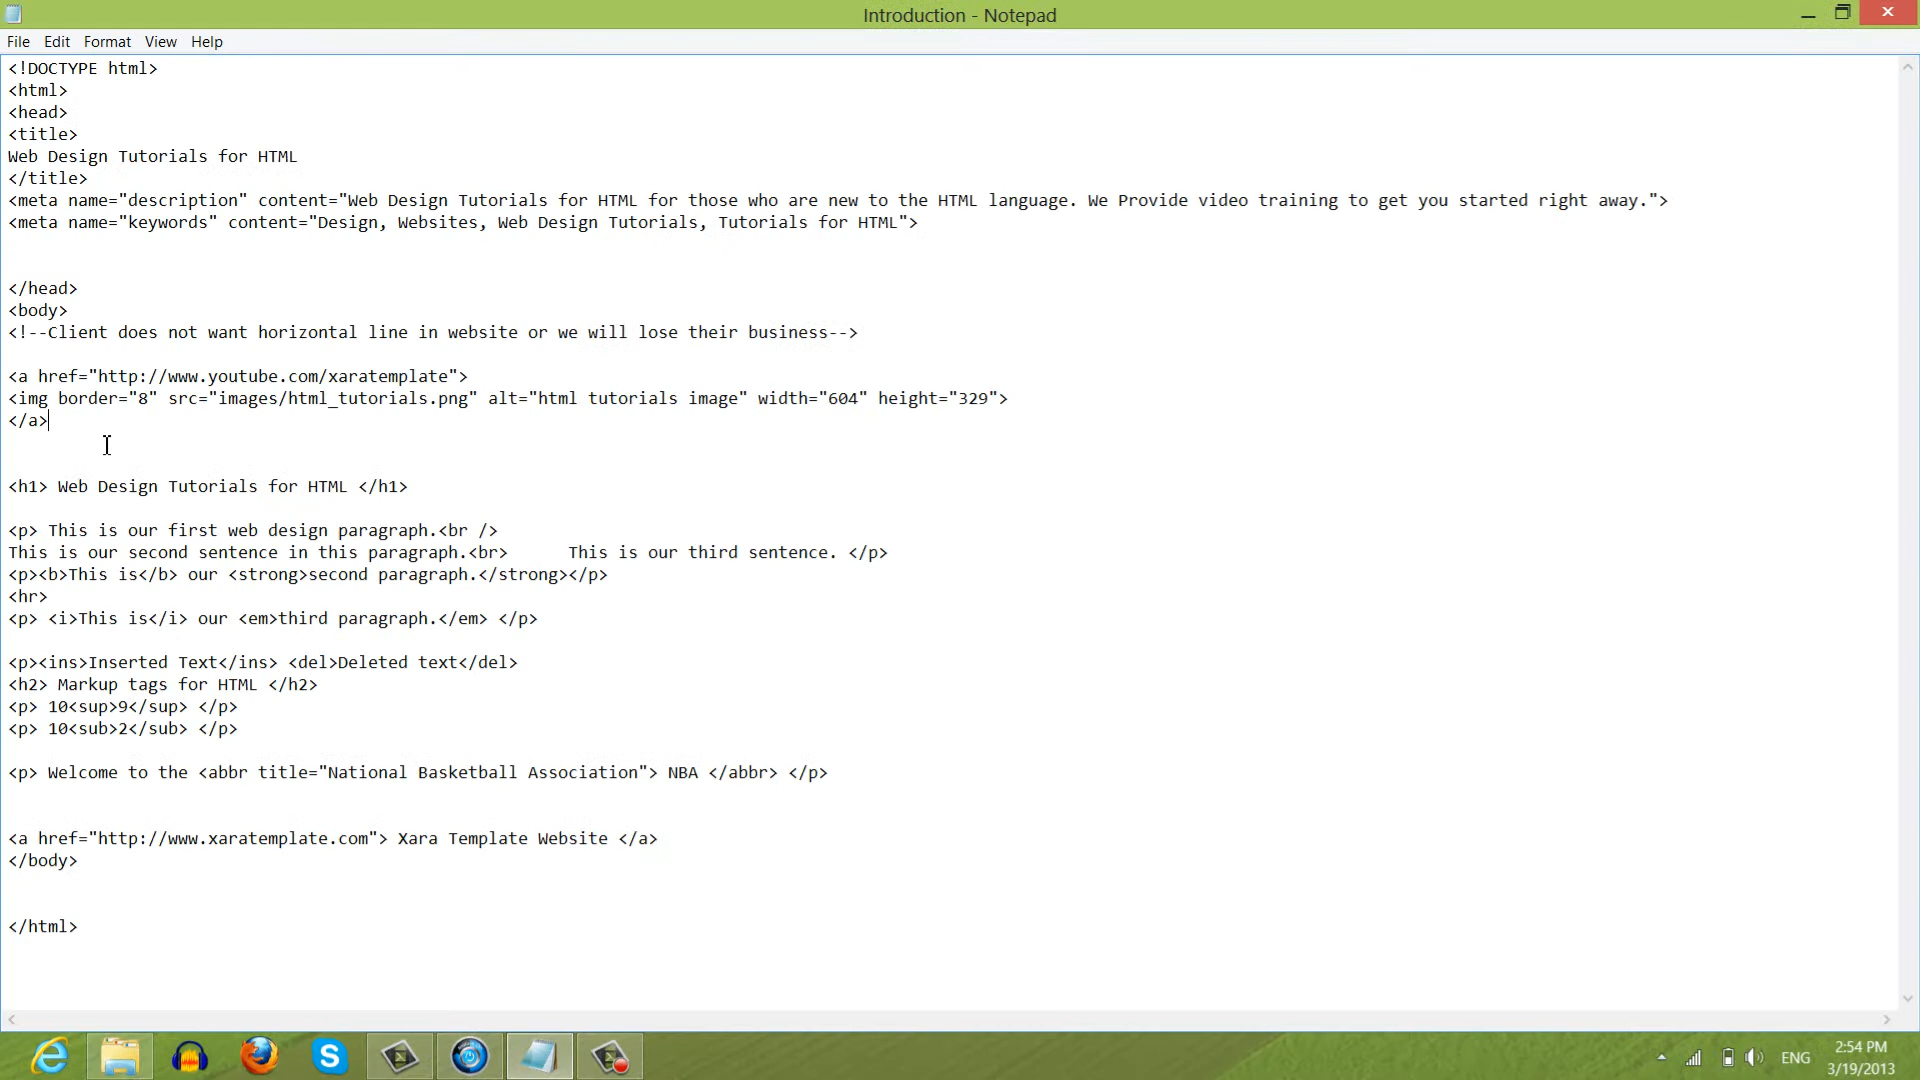 Introduction - Notepad
File Edit Format View Help
<!DOCTYPE html>
<html>
<head>
<title>
Web Design Tutorials for HTML
</title>
<meta name="description" content="Web Design Tutorials for HTML for those who are new to the HTML language. We Provide video training to get you started right away.">
<meta name="keywords" content="Design, Websites, Web Design Tutorials, Tutorials for HTML">
</head>
<body>
<!--Client does not want horizontal line in website or we will lose their business-->
<a href="http://www.youtube.com/xaratemplate">
<img border="8" src="images/html_tutorials.png" alt="html tutorials image" width="604" height="329">
</a>
<h1> Web Design Tutorials for HTML </h1>
<p> This is our first web design paragraph.<br />
This is our second sentence in this paragraph.<br>      This is our third sentence. </p>
<p><b>This is</b> our <strong>second paragraph.</strong></p>
<hr>
<p> <i>This is</i> our <em>third paragraph.</em> </p>
<p><ins>Inserted Text</ins> <del>Deleted text</del>
<h2> Markup tags for HTML </h2>
<p> 10<sup>9</sup> </p>
<p> 10<sub>2</sub> </p>
<p> Welcome to the <abbr title="National Basketball Association"> NBA </abbr> </p>
<a href="http://www.xaratemplate.com"> Xara Template Website </a>
</body>
</html>
ENG
2:54 PM
3/19/2013